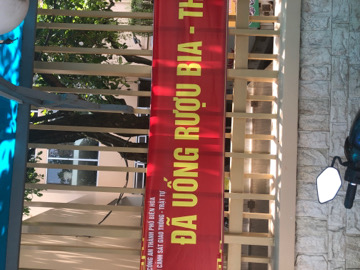 CÔNG AN THÀNH PHỐ BIÊN HÒA
CẢNH SÁT GIAO THÔNG - TRẬT TỰ
ĐÃ UỐNG RƯỢU BIA - TH